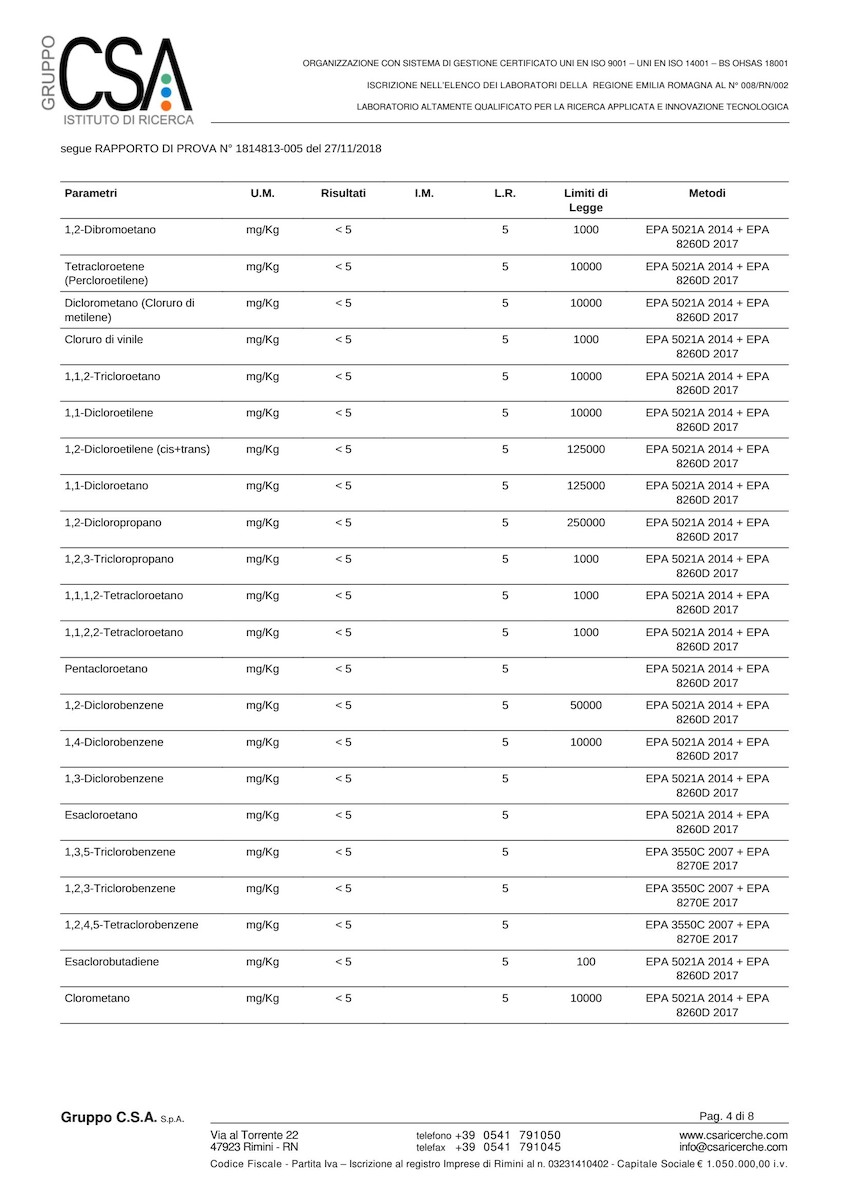 GRUPPO
CSA
ISTITUTO DI RICERCA
ORGANIZZAZIONE CON SISTEMA DI GESTIONE CERTIFICATO UNI EN ISO 9001 – UNI EN ISO 14001 – BS OHSAS 18001
ISCRIZIONE NELL'ELENCO DEI LABORATORI DELLA REGIONE EMILIA ROMAGNA AL N° 008/RN/002
LABORATORIO ALTAMENTE QUALIFICATO PER LA RICERCA APPLICATA E INNOVAZIONE TECNOLOGICA
segue RAPPORTO DI PROVA N° 1814813-005 del 27/11/2018
Parametri U.M. Risultati I.M. L.R. Limiti di Metodi
Legge
1,2-Dibromoetano mg/Kg < 5 5 1000 EPA 5021A 2014 + EPA
8260D 2017
Tetracloroetene mg/Kg < 5 5 10000 EPA 5021A 2014 + EPA
(Percloroetilene) 8260D 2017
Diclorometano (Cloruro di mg/Kg < 5 5 10000 EPA 5021A 2014 + EPA
metilene) 8260D 2017
Cloruro di vinile mg/Kg < 5 5 1000 EPA 5021A 2014 + EPA
8260D 2017
1,1,2-Tricloroetano mg/Kg < 5 5 10000 EPA 5021A 2014 + EPA
8260D 2017
1,1-Dicloroetilene mg/Kg < 5 5 10000 EPA 5021A 2014 + EPA
8260D 2017
1,2-Dicloroetilene (cis+trans) mg/Kg < 5 5 125000 EPA 5021A 2014 + EPA
8260D 2017
1,1-Dicloroetano mg/Kg < 5 5 125000 EPA 5021A 2014 + EPA
8260D 2017
1,2-Dicloropropano mg/Kg < 5 5 250000 EPA 5021A 2014 + EPA
8260D 2017
1,2,3-Tricloropropano mg/Kg < 5 5 1000 EPA 5021A 2014 + EPA
8260D 2017
1,1,1,2-Tetracloroetano mg/Kg < 5 5 1000 EPA 5021A 2014 + EPA
8260D 2017
1,1,2,2-Tetracloroetano mg/Kg < 5 5 1000 EPA 5021A 2014 + EPA
8260D 2017
Pentacloroetano mg/Kg < 5 5 EPA 5021A 2014 + EPA
8260D 2017
1,2-Diclorobenzene mg/Kg < 5 5 50000 EPA 5021A 2014 + EPA
8260D 2017
1,4-Diclorobenzene mg/Kg < 5 5 10000 EPA 5021A 2014 + EPA
8260D 2017
1,3-Diclorobenzene mg/Kg < 5 5 EPA 5021A 2014 + EPA
8260D 2017
Esacloroetano mg/Kg < 5 5 EPA 5021A 2014 + EPA
8260D 2017
1,3,5-Triclorobenzene mg/Kg < 5 5 EPA 3550C 2007 + EPA
8270E 2017
1,2,3-Triclorobenzene mg/Kg < 5 5 EPA 3550C 2007 + EPA
8270E 2017
1,2,4,5-Tetraclorobenzene mg/Kg < 5 5 EPA 3550C 2007 + EPA
8270E 2017
Esaclorobutadiene mg/Kg < 5 5 100 EPA 5021A 2014 + EPA
8260D 2017
Clorometano mg/Kg < 5 5 10000 EPA 5021A 2014 + EPA
8260D 2017
Gruppo C.S.A. S.p.A. Pag. 4 di 8
Via al Torrente 22 telefono +39 0541 791050 www.csaricerche.com
47923 Rimini - RN telefax +39 0541 791045 info@csaricerche.com
Codice Fiscale - Partita Iva – Iscrizione al registro Imprese di Rimini al n. 03231410402 - Capitale Sociale € 1.050.000,00 i.v.